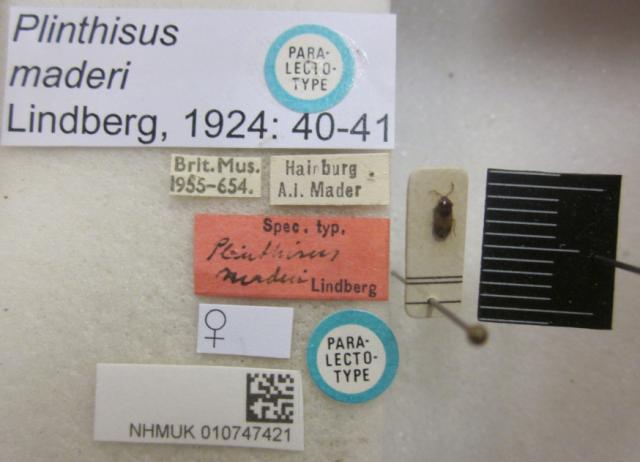 Plinthisus
maderi
Lindberg, 1924: 40-41
PARA-
LECTO-
TYPE
Brit. Mus.
1955-654.
Hainburg
A.i. Mader
Spec. typ.
Plinthisus
maderi Lindberg
♀
PARA-
LECTO-
TYPE
NHMUK 010747421